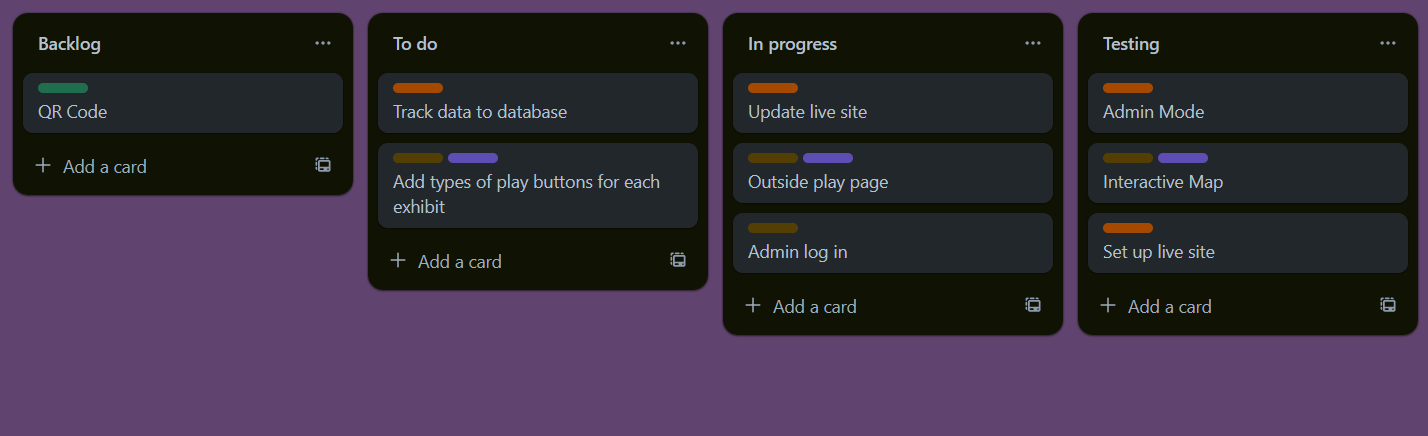 Backlog
QR Code
Add a card
To do
Track data to database
Add types of play buttons for each
exhibit
Add a card
In progress
Update live site
Outside play page
Admin log in
Add a card
Testing
Admin Mode
Interactive Map
Set up live site
Add a card